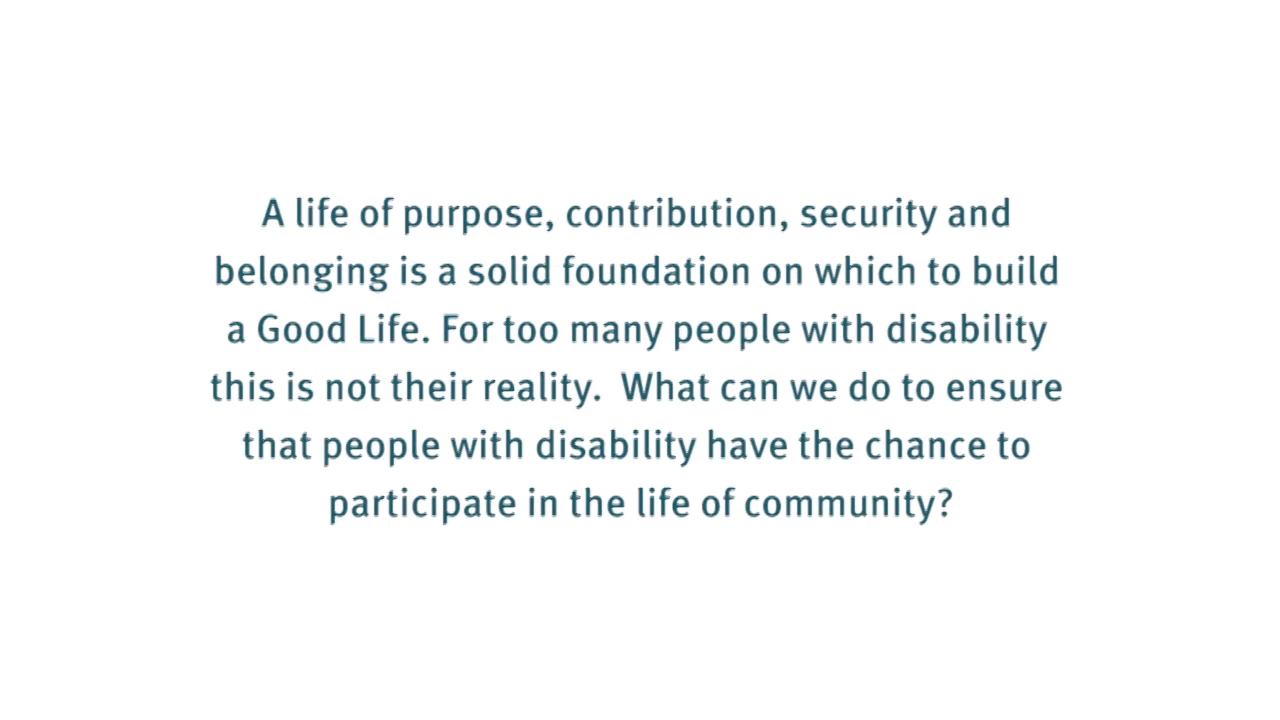 A life of purpose, contribution, security and
belonging is a solid foundation on which to build
a Good Life. For too many people with disability
this is not their reality.  What can we do to ensure
that people with disability have the chance to
participate in the life of community?